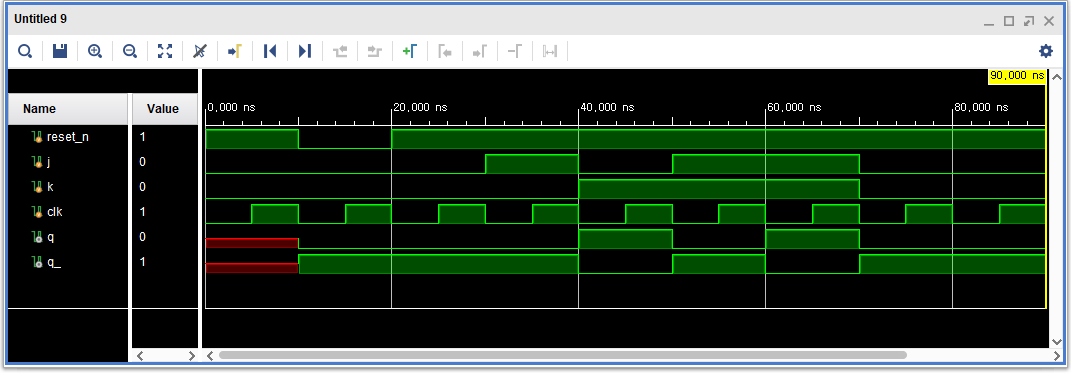 Untitled 9
90,000 ns
Name Value 0,000 ns 20,000 ns 40,000 ns 60,000 ns 80,000 ns
reset_n 1
j 0
k 0
clk 1
q 0
q_ 1